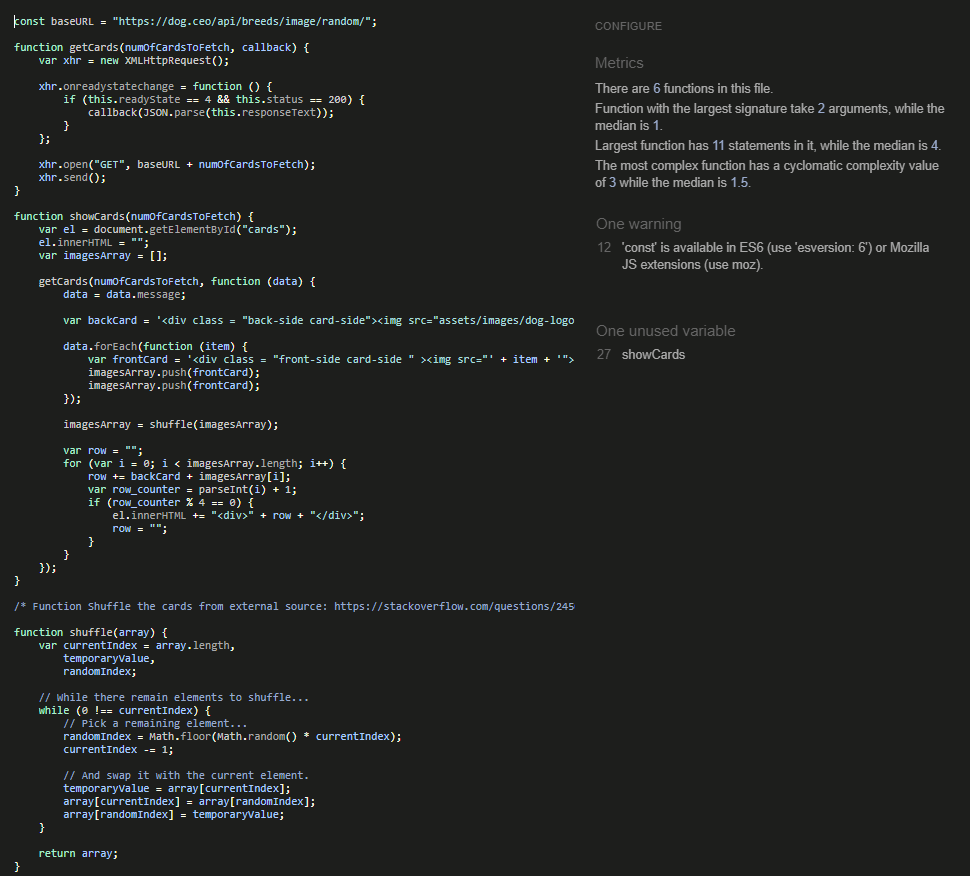 const baseURL = "https://dog.ceo/api/breeds/image/random/";
function getCards(numOfCardsToFetch, callback) {
var xhr = new XMLHttpRequest();
xhr.onreadystatechange = function () {
if (this.readyState == 4 && this.status == 200) {
callback(JSON.parse(this.responseText));
}
};
xhr.open("GET", baseURL + numOfCardsToFetch);
xhr.send();
}
function showCards(numOfCardsToFetch) {
var el = document.getElementById("cards");
el.innerHTML = "";
var imagesArray = [];
getCards(numOfCardsToFetch, function (data) {
data = data.message;
var backCard = '<div class = "back-side card-side"><img src="assets/images/dog-logo
data.forEach(function (item) {
var frontCard = '<div class = "front-side card-side " ><img src="' + item + '">
imagesArray.push(frontCard);
imagesArray.push(frontCard);
});
imagesArray = shuffle(imagesArray);
var row = "";
for (var i = 0; i < imagesArray.length; i++) {
row += backCard + imagesArray[i];
var row_counter = parseInt(i) + 1;
if (row_counter % 4 == 0) {
el.innerHTML += "<div>" + row + "</div>";
row = "";
}
}
});
}
/* Function Shuffle the cards from external source: https://stackoverflow.com/questions/245
function shuffle(array) {
var currentIndex = array.length,
temporaryValue,
randomIndex;
// While there remain elements to shuffle...
while (0 !== currentIndex) {
// Pick a remaining element...
randomIndex = Math.floor(Math.random() * currentIndex);
currentIndex -= 1;
// And swap it with the current element.
temporaryValue = array[currentIndex];
array[currentIndex] = array[randomIndex];
array[randomIndex] = temporaryValue;
}
return array;
}
CONFIGURE
Metrics
There are 6 functions in this file.
Function with the largest signature take 2 arguments, while the
median is 1.
Largest function has 11 statements in it, while the median is 4.
The most complex function has a cyclomatic complexity value
of 3 while the median is 1.5.
One warning
12 'const' is available in ES6 (use 'esversion: 6') or Mozilla
JS extensions (use moz).
One unused variable
27 showCards